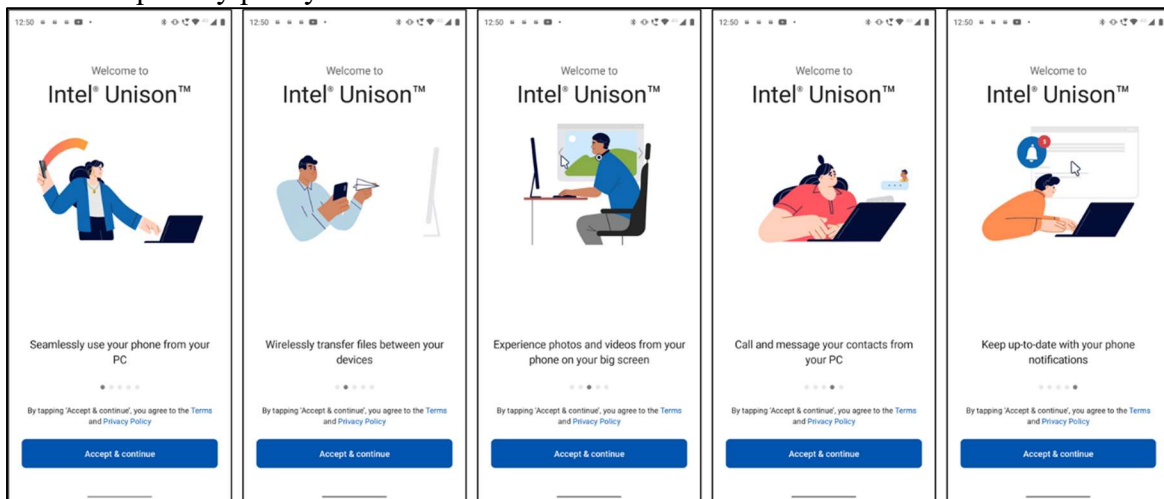 12:50
Welcome to
Intel® Unison™
Seamlessly use your phone from your
PC
By tapping 'Accept & continue', you agree to the Terms
and Privacy Policy
Accept & continue
12:50
Welcome to
Intel® Unison™
Wirelessly transfer files between your
devices
By tapping 'Accept & continue', you agree to the Terms
and Privacy Policy
Accept & continue
12:50
Welcome to
Intel® Unison™
Experience photos and videos from your
phone on your big screen
By tapping 'Accept & continue', you agree to the Terms
and Privacy Policy
Accept & continue
12:50
Welcome to
Intel® Unison™
Call and message your contacts from
your PC
By tapping 'Accept & continue', you agree to the Terms
and Privacy Policy
Accept & continue
12:50
Welcome to
Intel® Unison™
Keep up-to-date with your phone
notifications
By tapping 'Accept & continue', you agree to the Terms
and Privacy Policy
Accept & continue